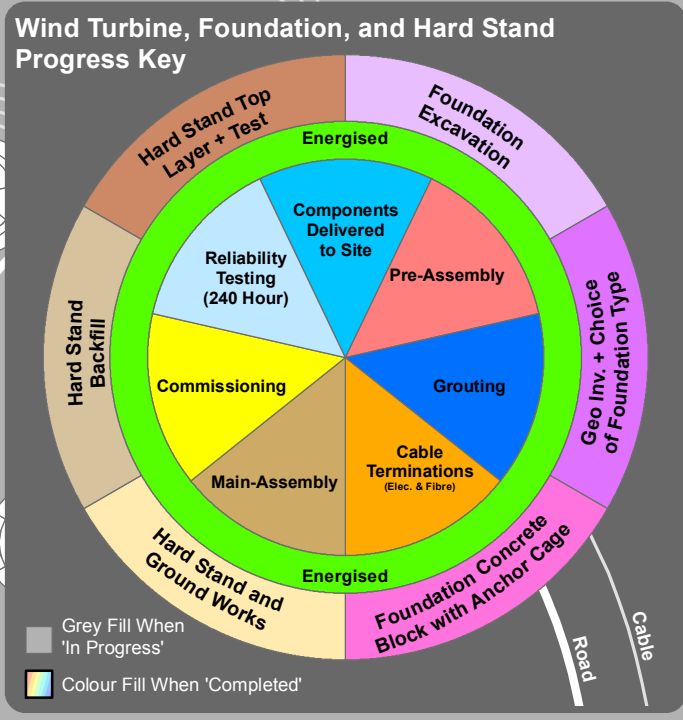 Wind Turbine, Foundation, and Hard Stand
Progress Key
Hard Stand Top
Layer + Test
Foundation
Excavation
Energised
Components
Delivered
to Site
Reliability
Testing
(240 Hour)
Pre-Assembly
Hard Stand
Backfill
Geo Inv. + Choice
of Foundation Type
Commissioning
Grouting
Main-Assembly
Cable
Terminations
(Elec. & Fibre)
Energised
Hard Stand and
Ground Works
Foundation Concrete
Block with Anchor Cage
Grey Fill When
'In Progress'
Colour Fill When 'Completed'
Road
Cable